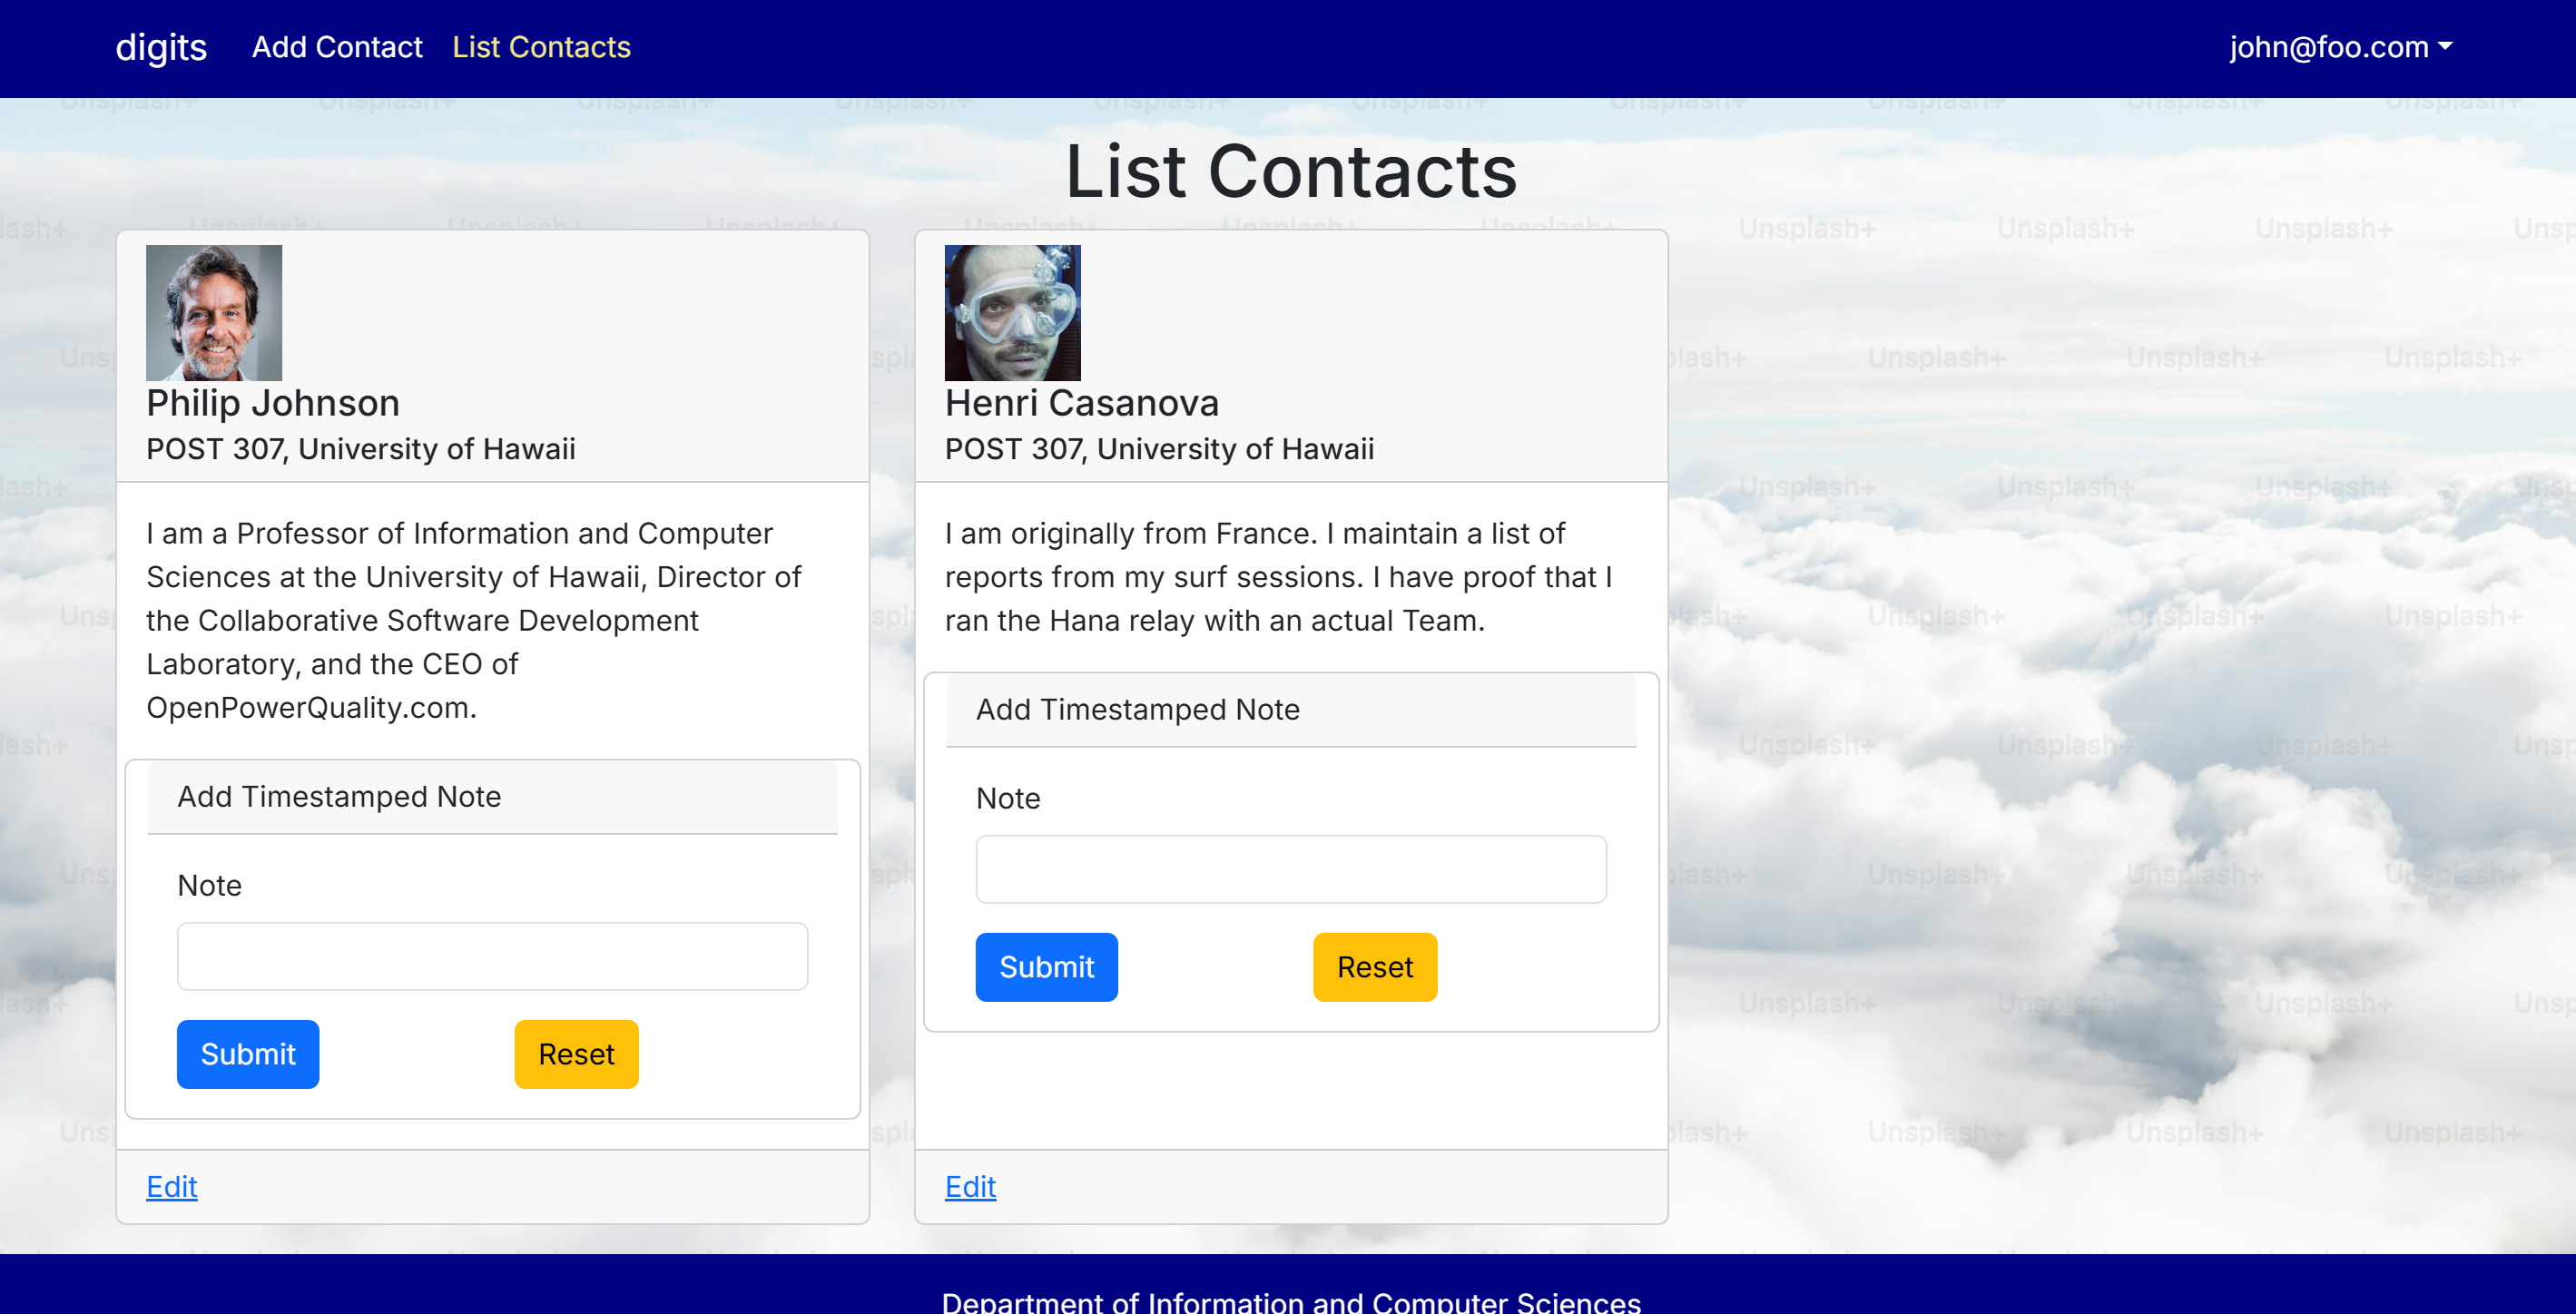 digits Add Contact List Contacts john@foo.com
List Contacts
Philip Johnson
POST 307, University of Hawaii
I am a Professor of Information and Computer
Sciences at the University of Hawaii, Director of
the Collaborative Software Development
Laboratory, and the CEO of
OpenPowerQuality.com.
Add Timestamped Note
Note
Submit Reset
Edit
Henri Casanova
POST 307, University of Hawaii
I am originally from France. I maintain a list of
reports from my surf sessions. I have proof that I
ran the Hana relay with an actual Team.
Add Timestamped Note
Note
Submit Reset
Edit
Department of Information and Computer Sciences
Unsplash+